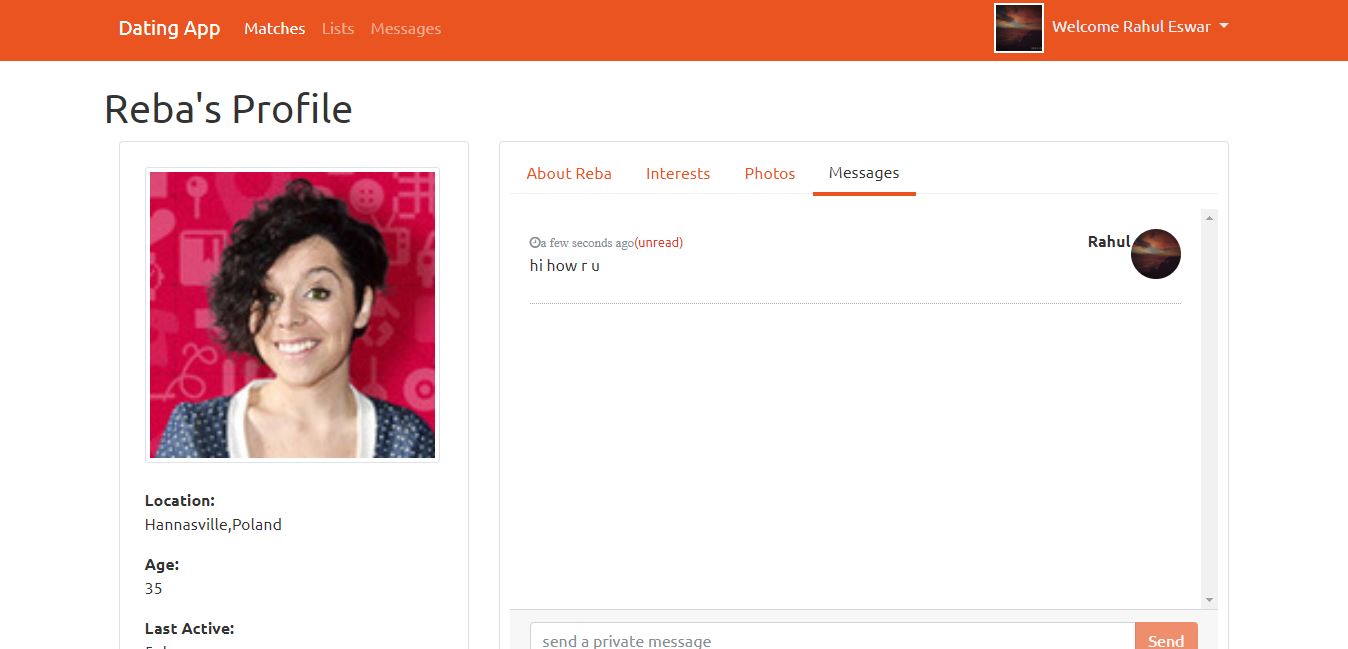 Dating App Matches Lists Messages Welcome Rahul Eswar
Reba's Profile
About Reba Interests Photos Messages
a few seconds ago(unread) Rahul
hi how r u
Location:
Hannasville,Poland
Age:
35
Last Active:
send a private message Send